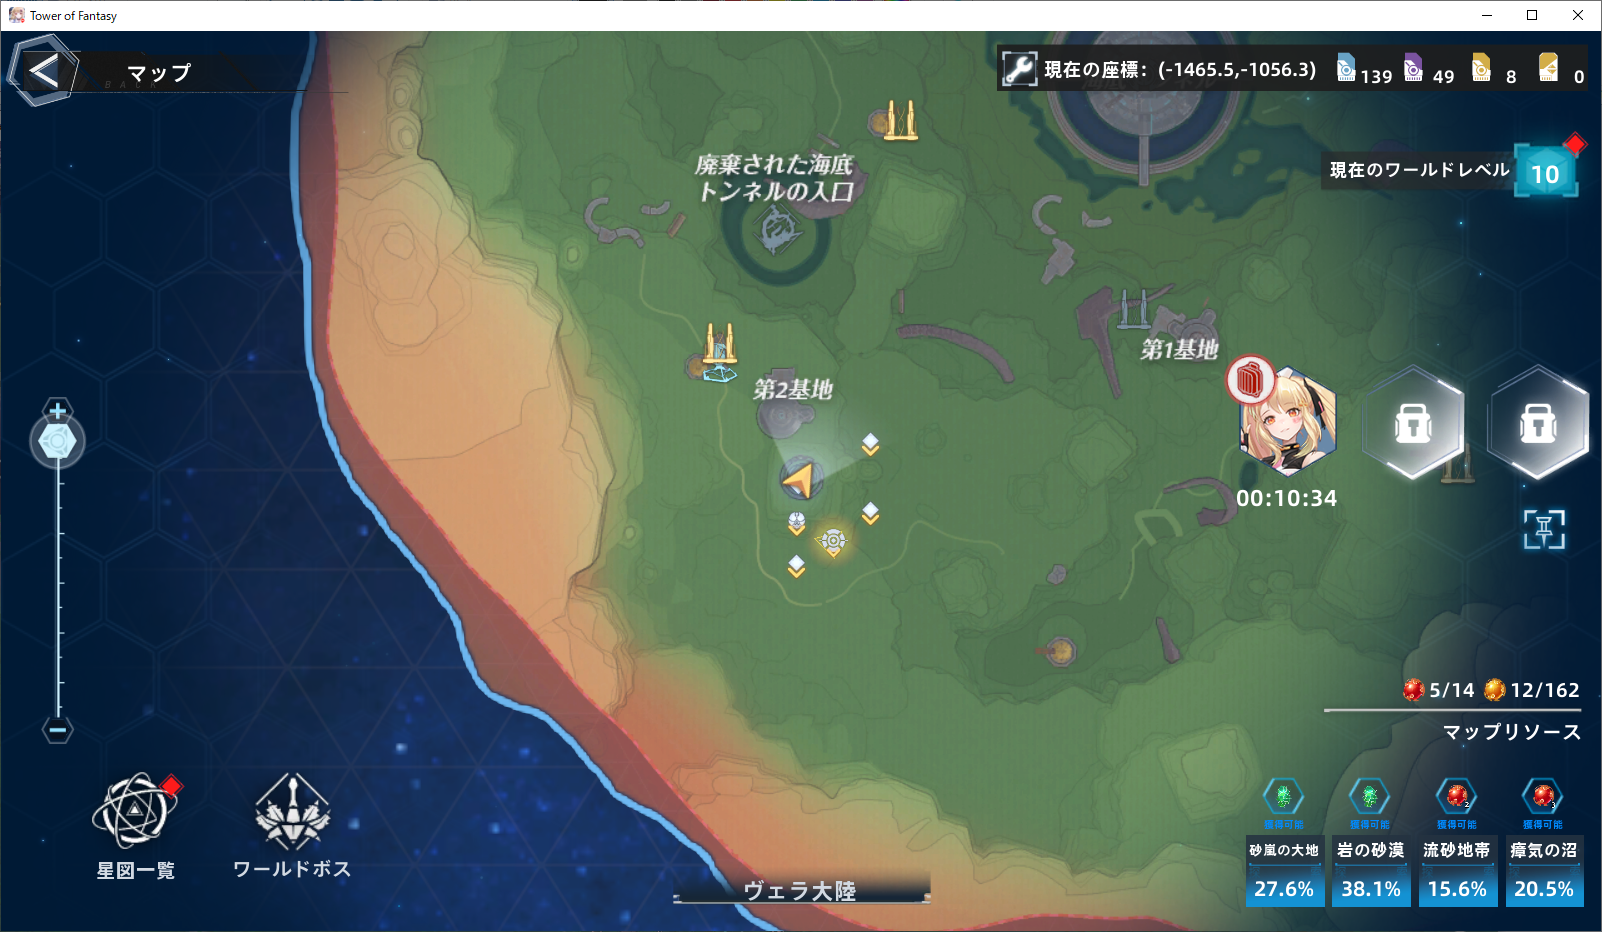 Tower of Fantasy
マップ
BACK
現在の座標：(-1465.5,-1056.3)
139
49
8
0
現在のワールドレベル
10
廃棄された海底
トンネルの入口
第1基地
第2基地
00:10:34
5/14
12/162
マップリソース
獲得可能
獲得可能
2
獲得可能
3
獲得可能
砂嵐の大地
岩の砂漠
流砂地帯
瘴気の沼
27.6%
38.1%
15.6%
20.5%
星図一覧
ワールドボス
ヴェラ大陸